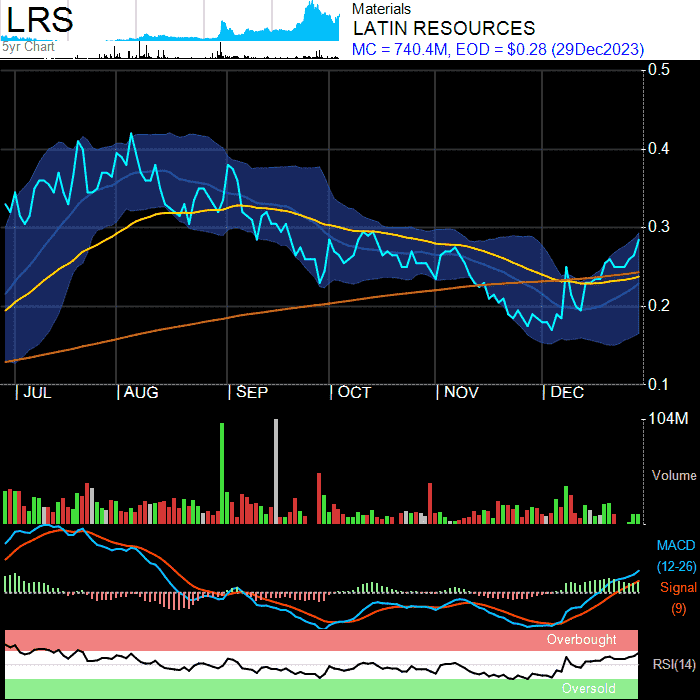 LRS
5yr Chart
Materials
LATIN RESOURCES
MC = 740.4M, EOD = $0.28 (29Dec2023)
0.5
0.4
0.3
0.2
0.1
| JUL | AUG | SEP | OCT | NOV | DEC
104M
Volume
MACD
(12-26)
Signal
(9)
Overbought
RSI(14)
Oversold